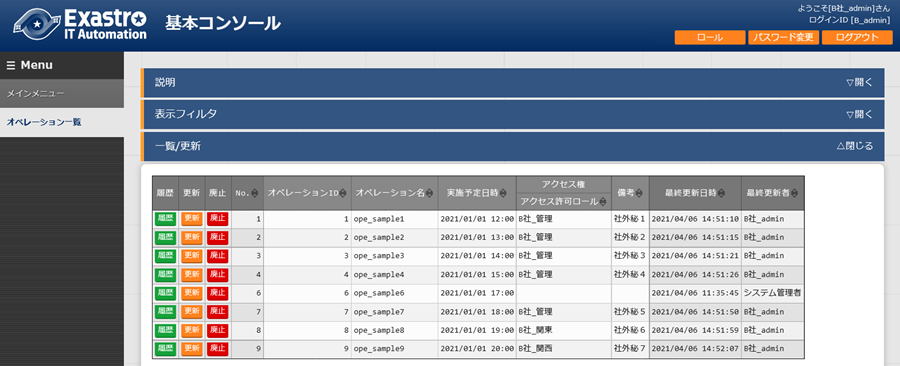 Exastro
IT Automation
基本コンソール
ようこそ[B社_admin]さん
ログインID [B_admin]
ロール パスワード変更 ログアウト
☰ Menu
メインメニュー
オペレーション一覧
説明 ▽開く
表示フィルタ ▽開く
一覧/更新 △閉じる
履歴 更新 廃止 No. オペレーションID オペレーション名 実施予定日時 アクセス権 備考 最終更新日時 最終更新者
アクセス許可ロール
履歴 更新 廃止 1 1 ope_sample1 2021/01/01 12:00 B社_管理 社外秘1 2021/04/06 14:51:10 B社_admin
履歴 更新 廃止 2 2 ope_sample2 2021/01/01 13:00 B社_管理 社外秘2 2021/04/06 14:51:15 B社_admin
履歴 更新 廃止 3 3 ope_sample3 2021/01/01 14:00 B社_管理 社外秘3 2021/04/06 14:51:21 B社_admin
履歴 更新 廃止 4 4 ope_sample4 2021/01/01 15:00 B社_管理 社外秘4 2021/04/06 14:51:26 B社_admin
履歴 更新 廃止 6 6 ope_sample6 2021/01/01 17:00 2021/04/06 11:35:45 システム管理者
履歴 更新 廃止 7 7 ope_sample7 2021/01/01 18:00 B社_管理 社外秘5 2021/04/06 14:51:50 B社_admin
履歴 更新 廃止 8 8 ope_sample8 2021/01/01 19:00 B社_関東 社外秘6 2021/04/06 14:51:59 B社_admin
履歴 更新 廃止 9 9 ope_sample9 2021/01/01 20:00 B社_関西 社外秘7 2021/04/06 14:52:07 B社_admin